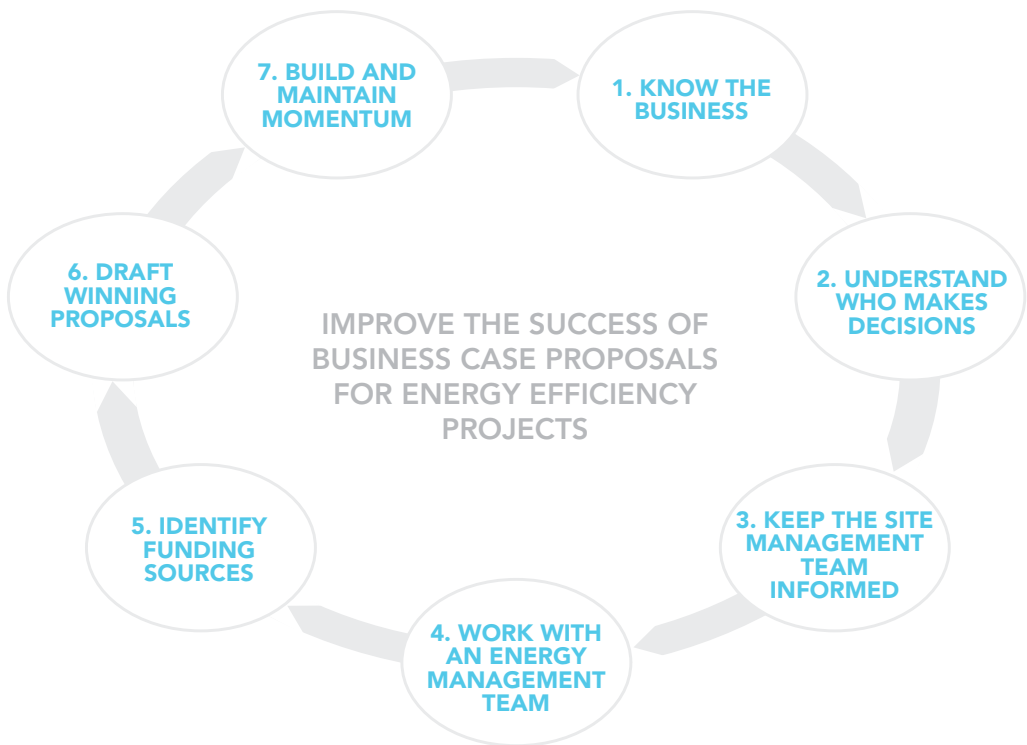 7. BUILD AND
MAINTAIN
MOMENTUM
1. KNOW THE
BUSINESS
2. UNDERSTAND
WHO MAKES
DECISIONS
3. KEEP THE SITE
MANAGEMENT
TEAM
INFORMED
4. WORK WITH
AN ENERGY
MANAGEMENT
TEAM
5. IDENTIFY
FUNDING
SOURCES
6. DRAFT
WINNING
PROPOSALS
IMPROVE THE SUCCESS OF
BUSINESS CASE PROPOSALS
FOR ENERGY EFFICIENCY
PROJECTS